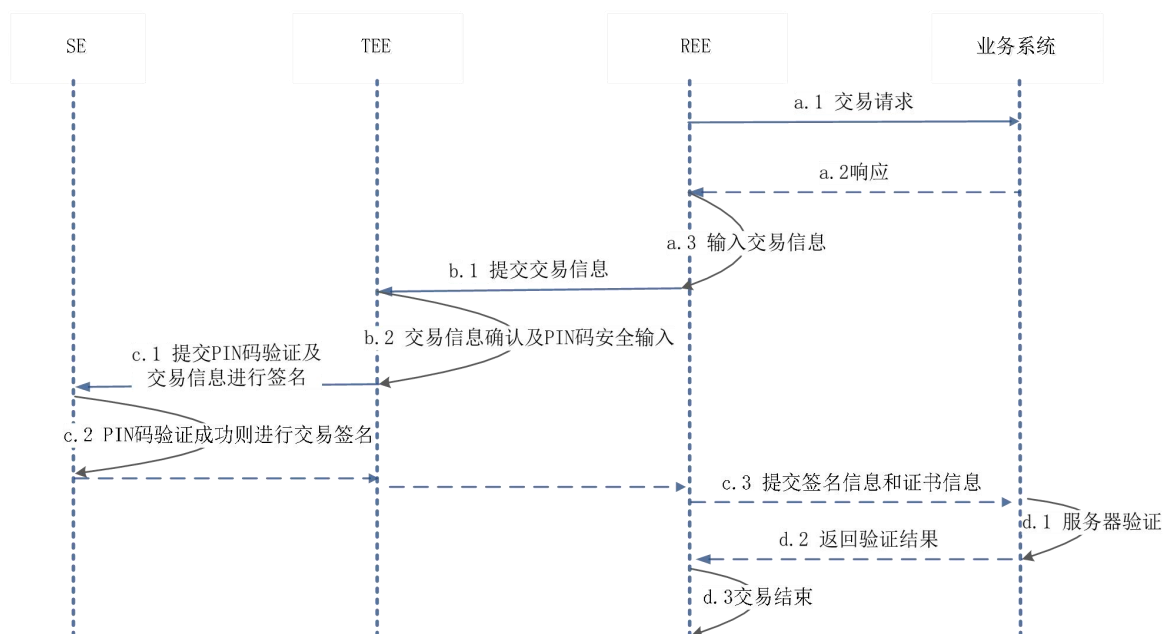 SE
TEE
REE
业务系统
a.1 交易请求
a.2响应
a.3 输入交易信息
b.1 提交交易信息
b.2 交易信息确认及PIN码安全输入
c.1 提交PIN码验证及
交易信息进行签名
c.2 PIN码验证成功则进行交易签名
c.3 提交签名信息和证书信息
d.1 服务器验证
d.2 返回验证结果
d.3交易结束